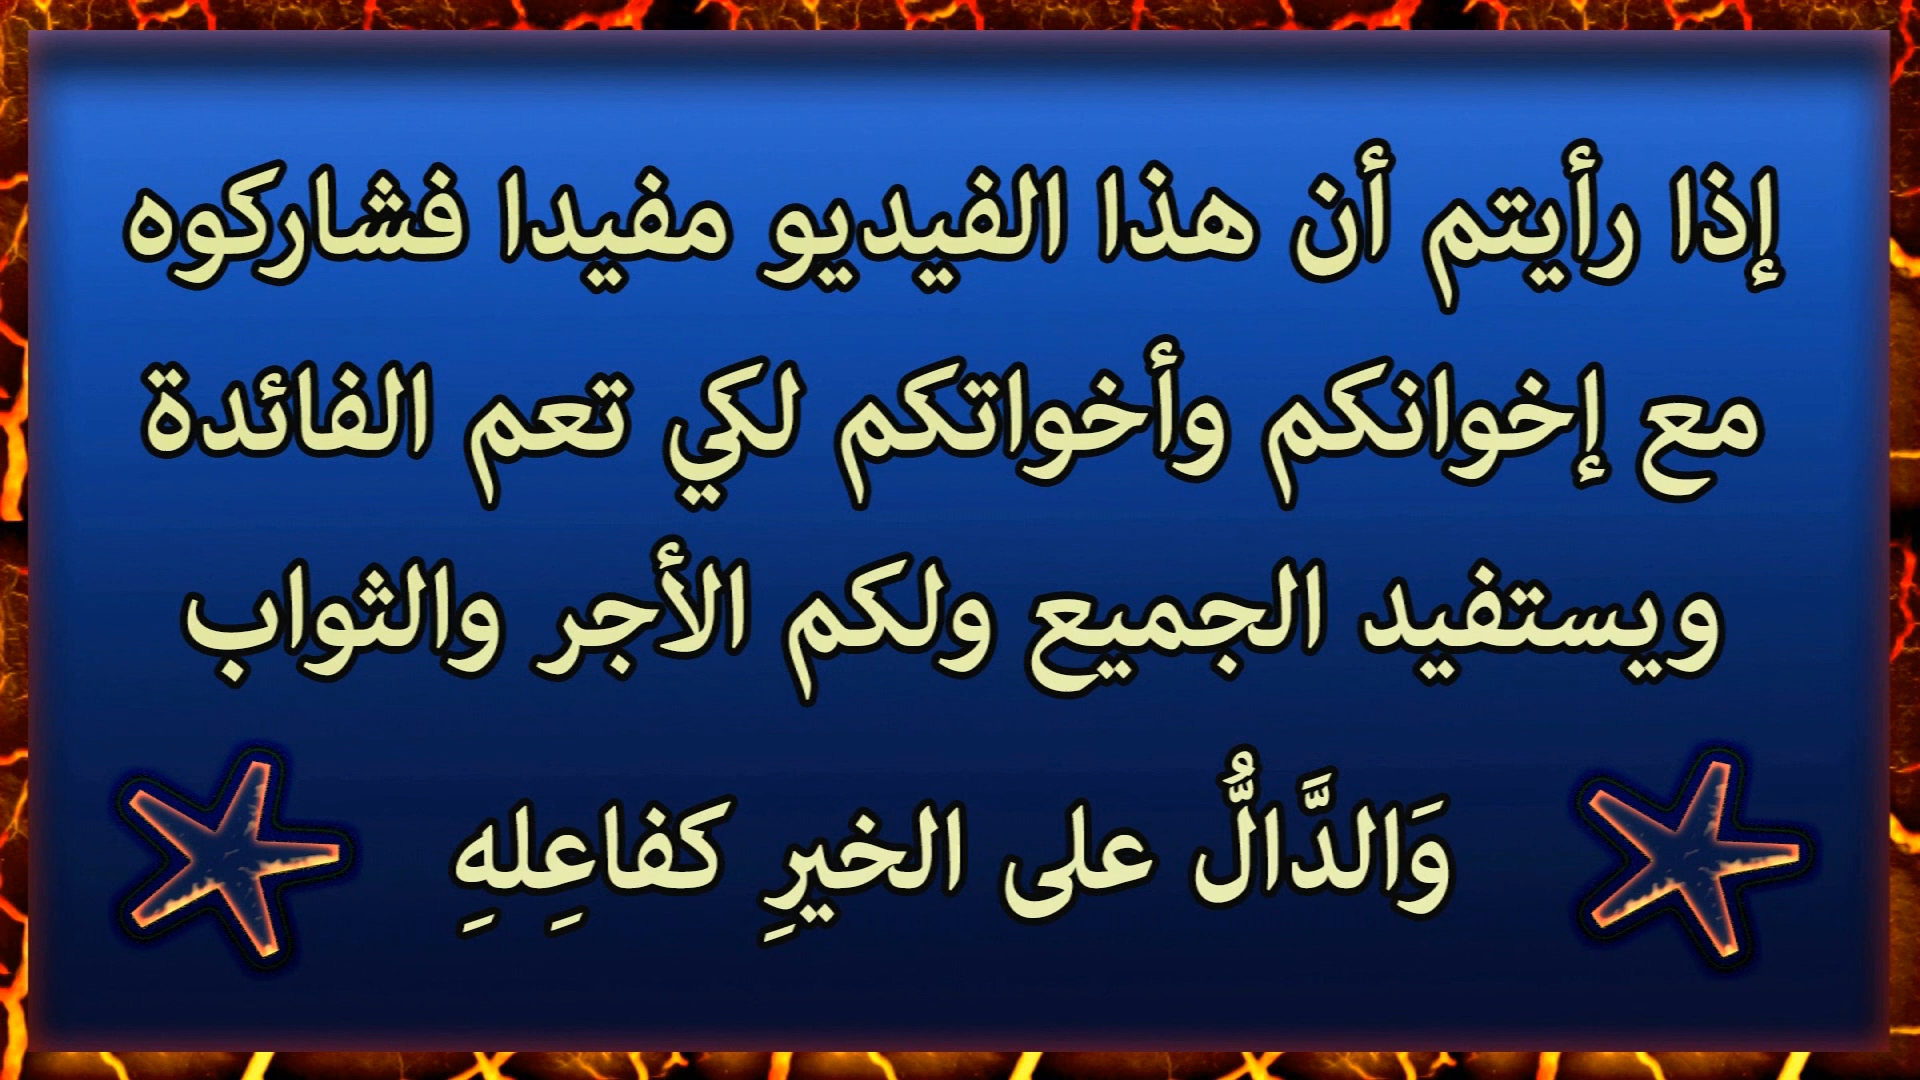 إذا رأيتم أن هذا الفيديو مفيدا فشاركوه
مع إخوانكم وأخواتكم لكي تعم الفائدة
ويستفيد الجميع ولكم الأجر والثواب
وَالدَّالُّ على الخيرِ كفاعِلهِ